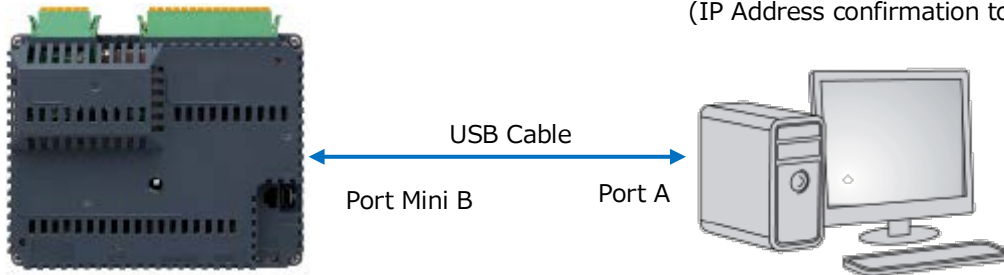 (IP Address confirmation to
USB Cable
Port Mini B
Port A